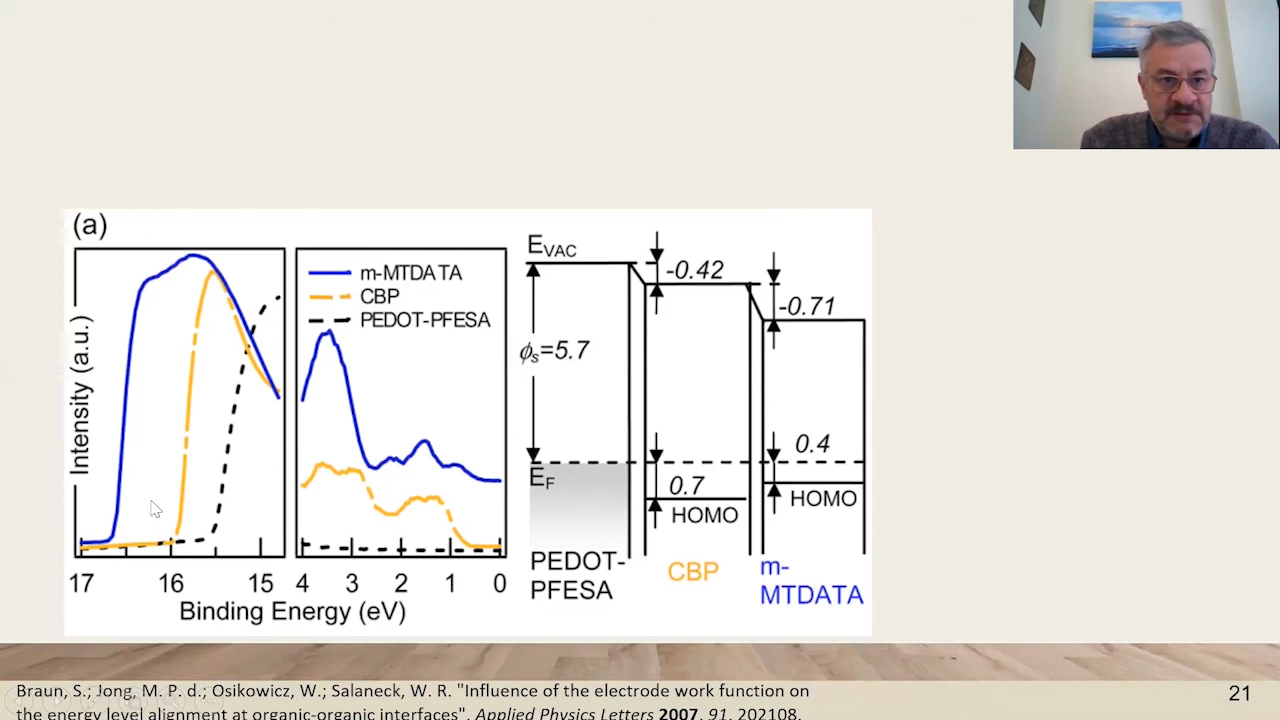 (a)
Intensity (a.u.)
m-MTDATA
CBP
PEDOT-PFESA
17 16 15 4 3 2 1 0
Binding Energy (eV)
EVAC
-0.42
-0.71
ϕs=5.7
0.4
EF
0.7
HOMO
HOMO
PEDOT-
PFESA
CBP
m-
MTDATA
Braun, S.; Jong, M. P. d.; Osikowicz, W.; Salaneck, W. R. "Influence of the electrode work function on
the energy level alignment at organic-organic interfaces". Applied Physics Letters 2007, 91, 202108.
21